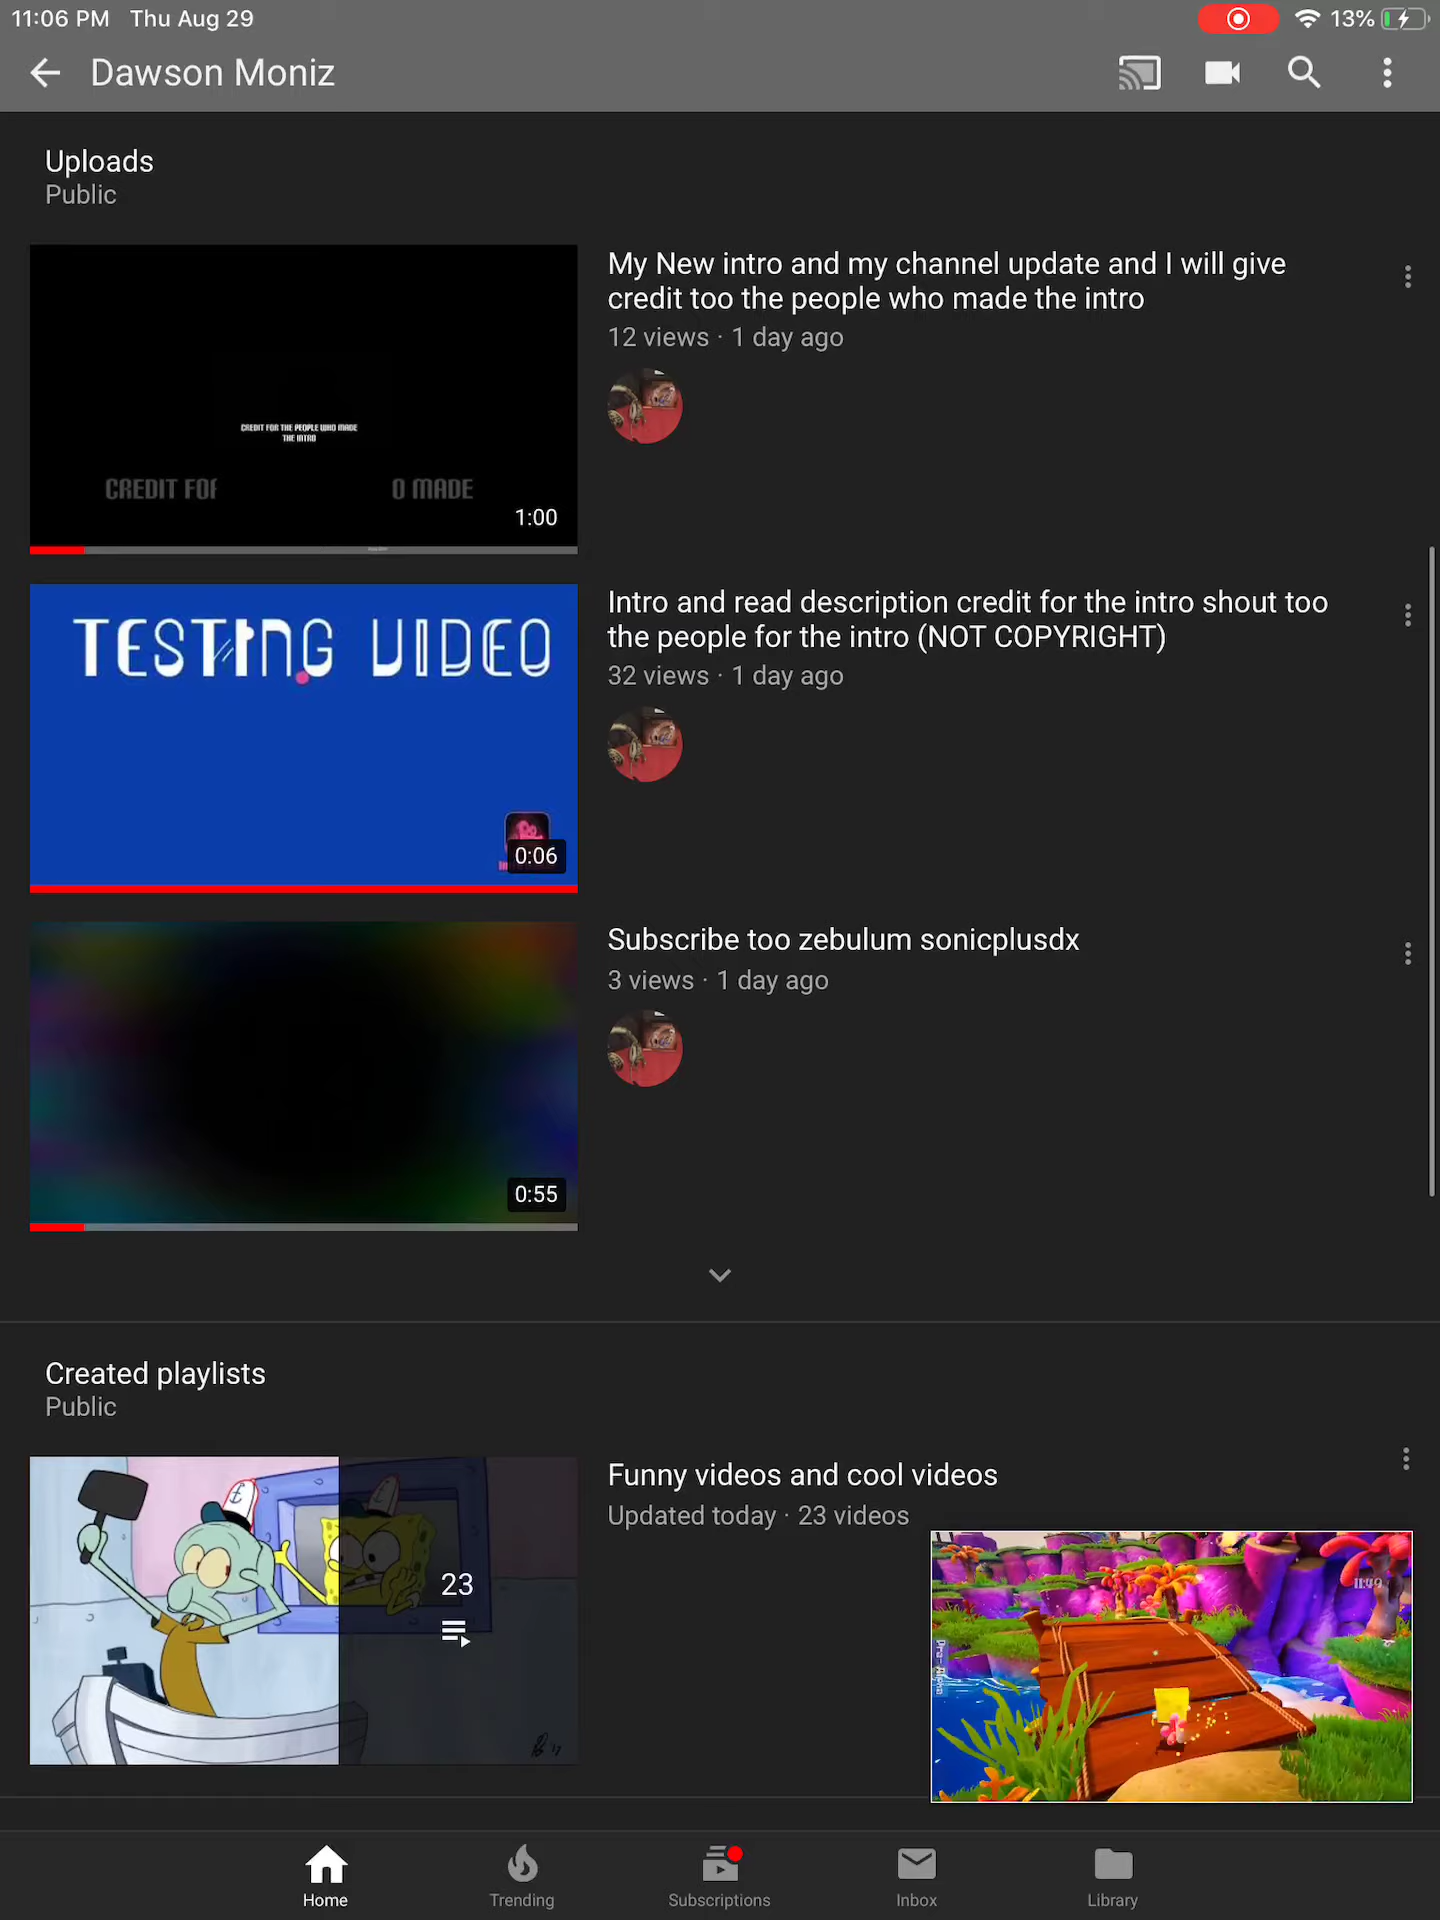 11:06 PM Thu Aug 29
13%
Dawson Moniz
Uploads
Public
CREDIT FOR THE PEOPLE WHO MADE
THE INTRO
CREDIT FOR
O MADE
1:00
My New intro and my channel update and I will give
credit too the people who made the intro
12 views · 1 day ago
TESTING VIDEO
0:06
Intro and read description credit for the intro shout too
the people for the intro (NOT COPYRIGHT)
32 views · 1 day ago
0:55
Subscribe too zebulum sonicplusdx
3 views · 1 day ago
Created playlists
Public
23
Funny videos and cool videos
Updated today · 23 videos
Pre-Alpha
Home
Trending
Subscriptions
Inbox
Library